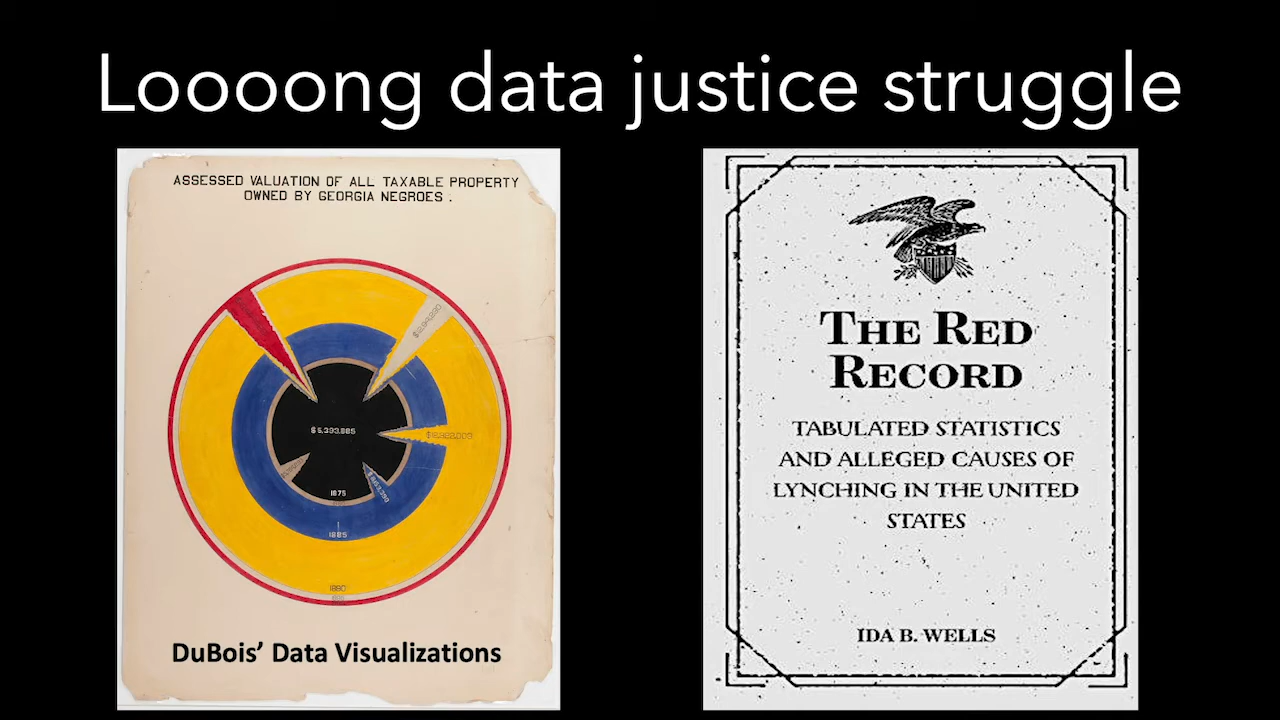 Loooong data justice struggle
ASSESSED VALUATION OF ALL TAXABLE PROPERTY
OWNED BY GEORGIA NEGROES .
$5,393,885
1875
1885
1890
DuBois' Data Visualizations
THE RED
RECORD
TABULATED STATISTICS
AND ALLEGED CAUSES OF
LYNCHING IN THE UNITED
STATES
IDA B. WELLS